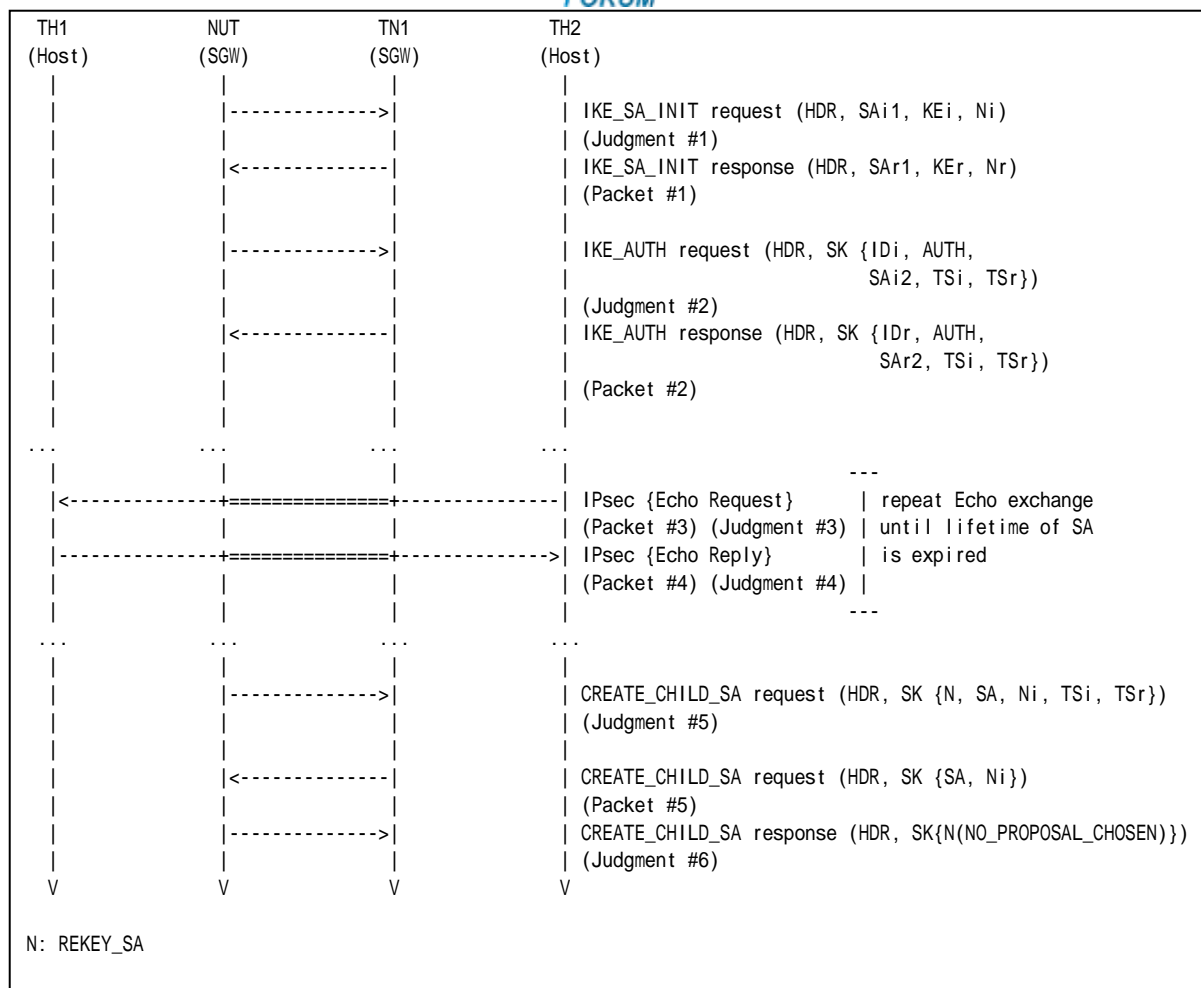 FORUM
TH1 NUT TN1 TH2
(Host) (SGW) (SGW) (Host)
| | | |
| |-------------->| | IKE_SA_INIT request (HDR, SAi1, KEi, Ni)
| | | | (Judgment #1)
| |<--------------| | IKE_SA_INIT response (HDR, SAr1, KEr, Nr)
| | | | (Packet #1)
| | | |
| |-------------->| | IKE_AUTH request (HDR, SK {IDi, AUTH,
| | | | SAi2, TSi, TSr})
| | | | (Judgment #2)
| |<--------------| | IKE_AUTH response (HDR, SK {IDr, AUTH,
| | | | SAr2, TSi, TSr})
| | | | (Packet #2)
| | | |
... ... ... ...
| | | | ---
|<---------------+===============+---------------| IPsec {Echo Request} | repeat Echo exchange
| | | | (Packet #3) (Judgment #3) | until lifetime of SA
|----------------+===============+-------------->| IPsec {Echo Reply} | is expired
| | | | (Packet #4) (Judgment #4) |
| | | | ---
... ... ... ...
| | | |
| |-------------->| | CREATE_CHILD_SA request (HDR, SK {N, SA, Ni, TSi, TSr})
| | | | (Judgment #5)
| | | |
| |<--------------| | CREATE_CHILD_SA request (HDR, SK {SA, Ni})
| | | | (Packet #5)
| |-------------->| | CREATE_CHILD_SA response (HDR, SK{N(NO_PROPOSAL_CHOSEN)})
| | | | (Judgment #6)
V V V V
N: REKEY_SA